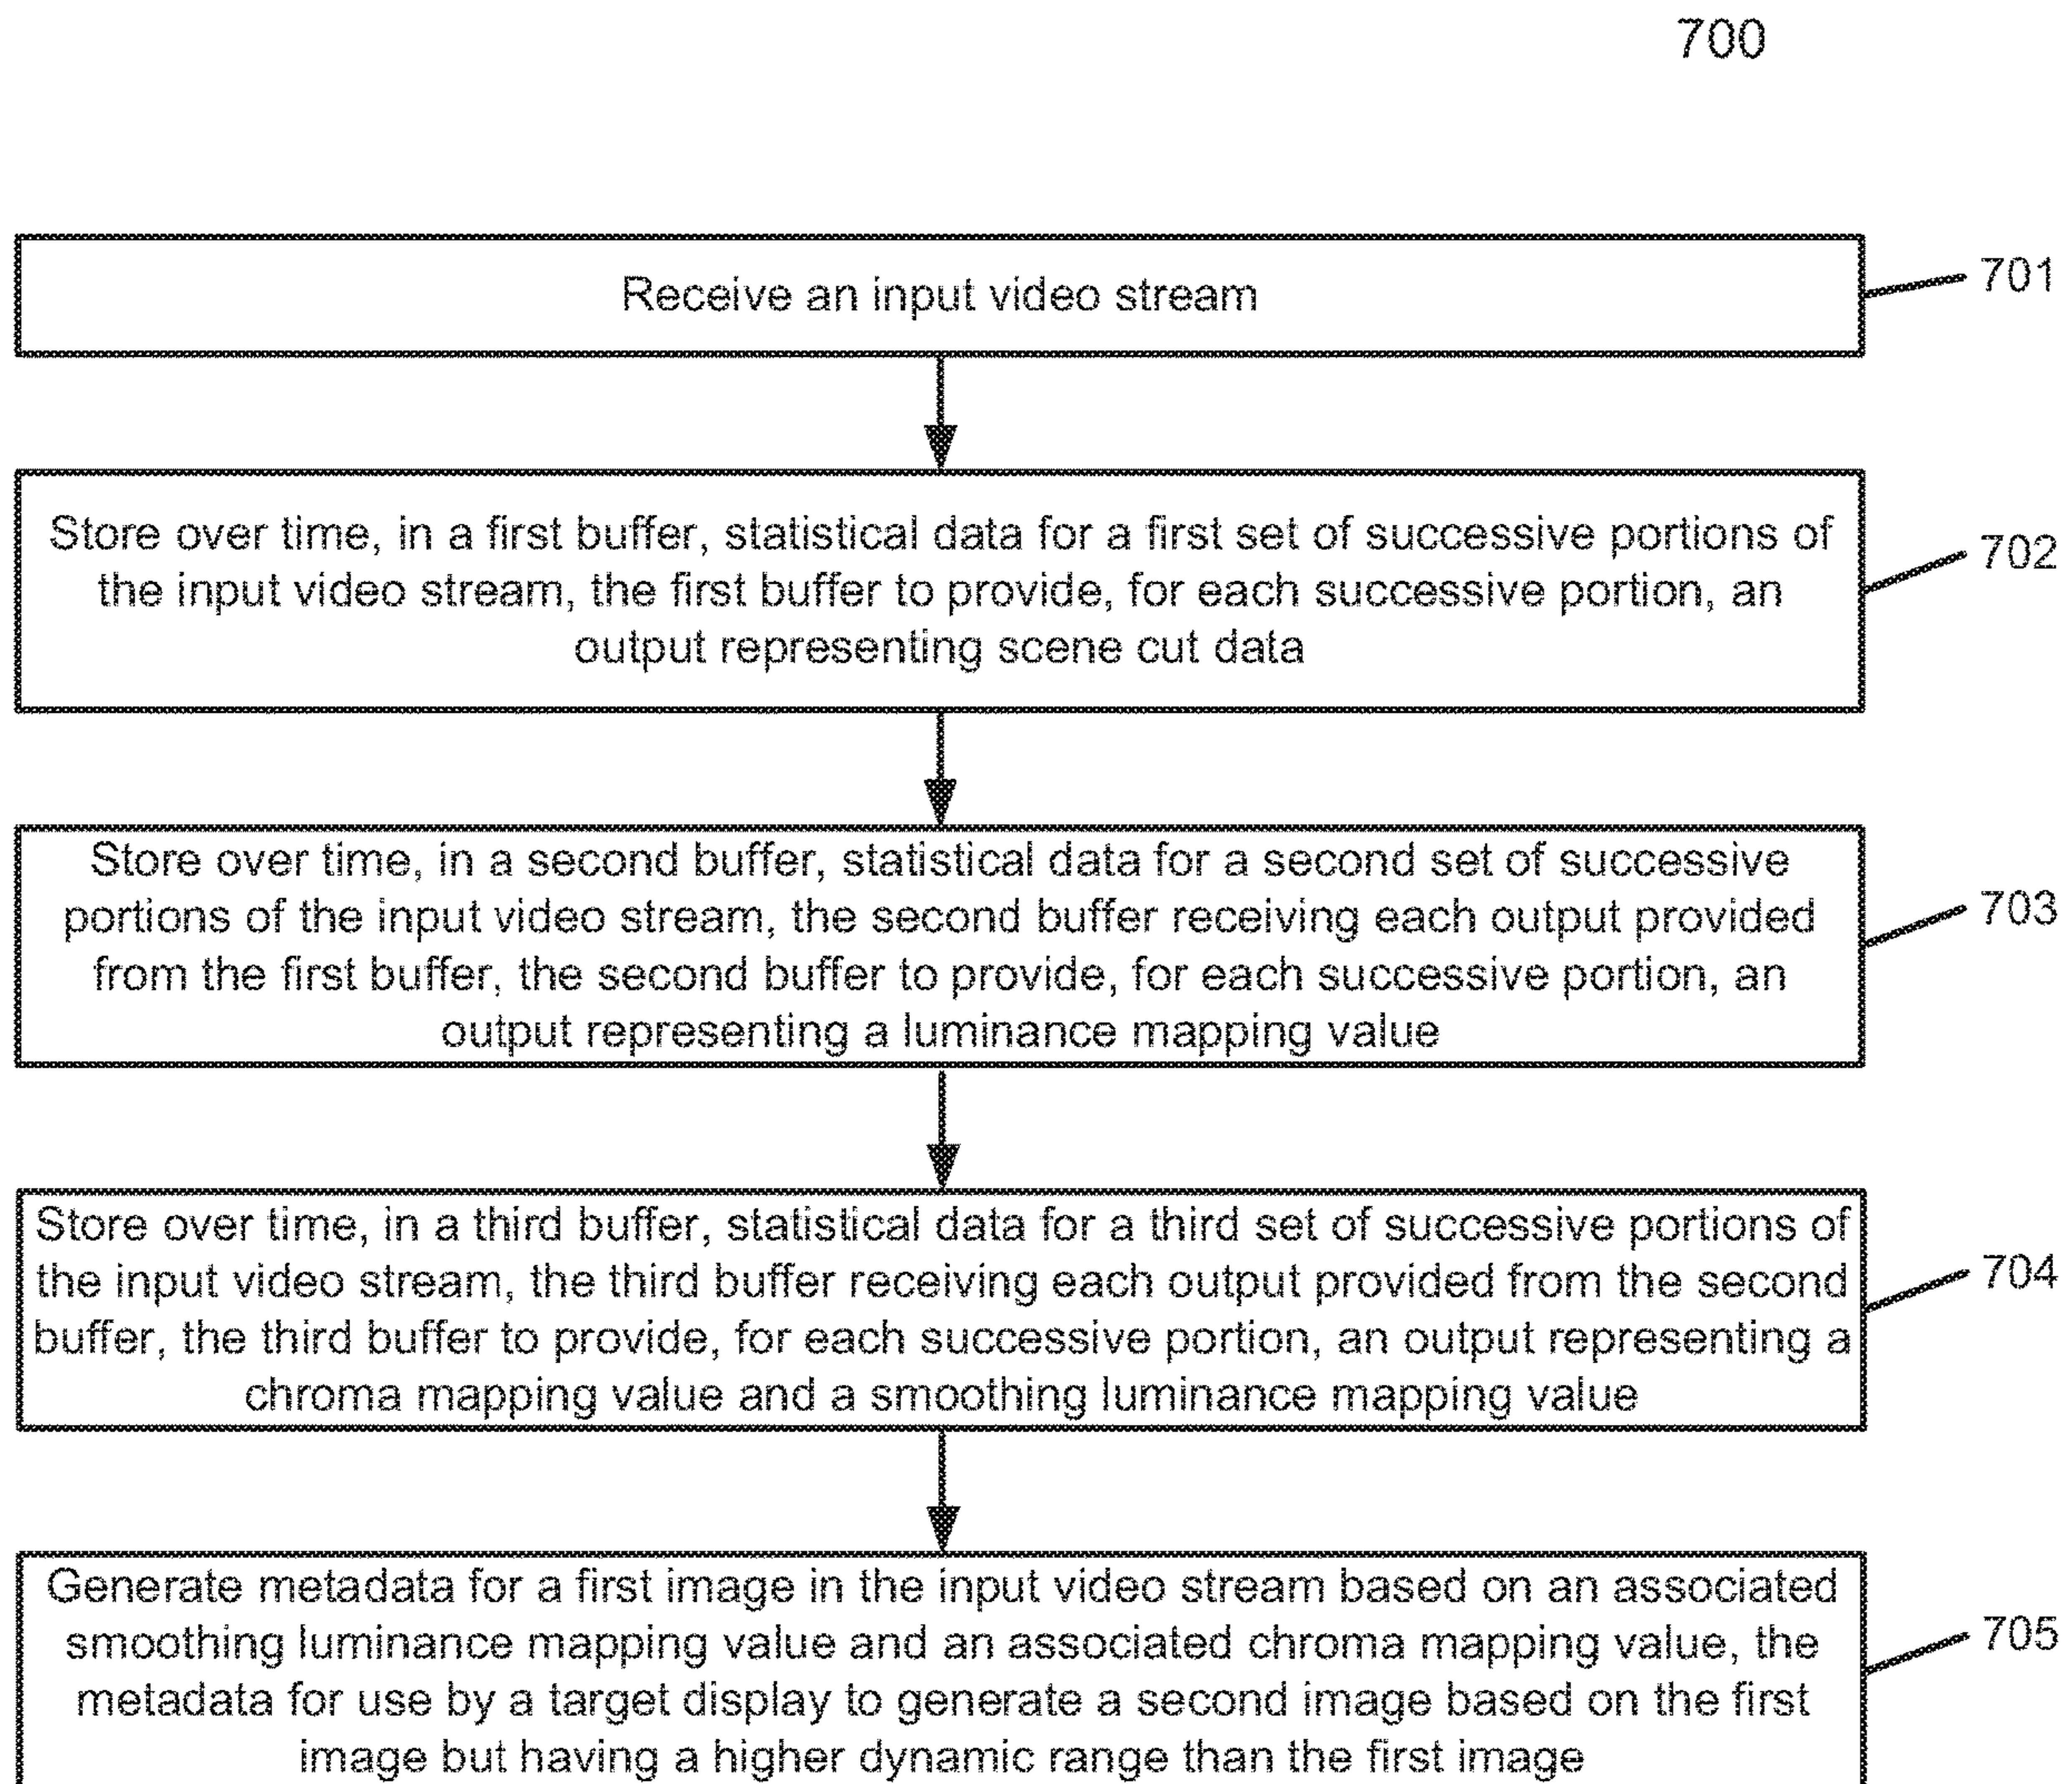 700
Receive an input video stream
701
Store over time, in a first buffer, statistical data for a first set of successive portions of
the input video stream, the first buffer to provide, for each successive portion, an
output representing scene cut data
702
Store over time, in a second buffer, statistical data for a second set of successive
portions of the input video stream, the second buffer receiving each output provided
from the first buffer, the second buffer to provide, for each successive portion, an
output representing a luminance mapping value
703
Store over time, in a third buffer, statistical data for a third set of successive portions of
the input video stream, the third buffer receiving each output provided from the second
buffer, the third buffer to provide, for each successive portion, an output representing a
chroma mapping value and a smoothing luminance mapping value
704
Generate metadata for a first image in the input video stream based on an associated
smoothing luminance mapping value and an associated chroma mapping value, the
metadata for use by a target display to generate a second image based on the first
image but having a higher dynamic range than the first image
705